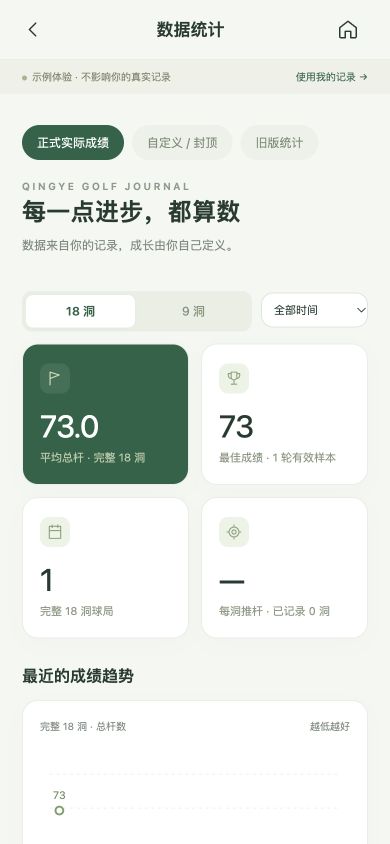 数据统计
示例体验 · 不影响你的真实记录
使用我的记录 →
正式实际成绩
自定义 / 封顶
旧版统计
QINGYE GOLF JOURNAL
每一点进步，都算数
数据来自你的记录，成长由你自己定义。
18 洞
9 洞
全部时间
73.0
平均总杆 · 完整 18 洞
73
最佳成绩 · 1 轮有效样本
1
完整 18 洞球局
—
每洞推杆 · 已记录 0 洞
最近的成绩趋势
完整 18 洞 · 总杆数
越低越好
73